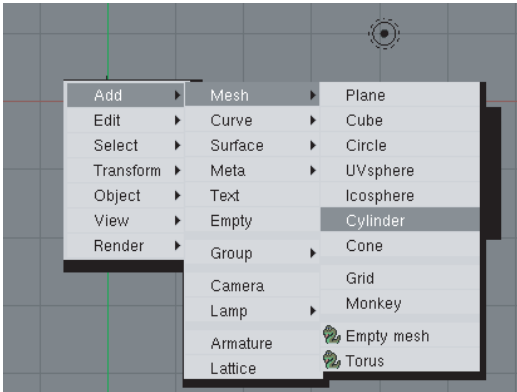 Add
Edit
Select
Transform
Object
View
Render
Mesh
Curve
Surface
Meta
Text
Empty
Group
Camera
Lamp
Armature
Lattice
Plane
Cube
Circle
UVsphere
Icosphere
Cylinder
Cone
Grid
Monkey
Empty mesh
Torus